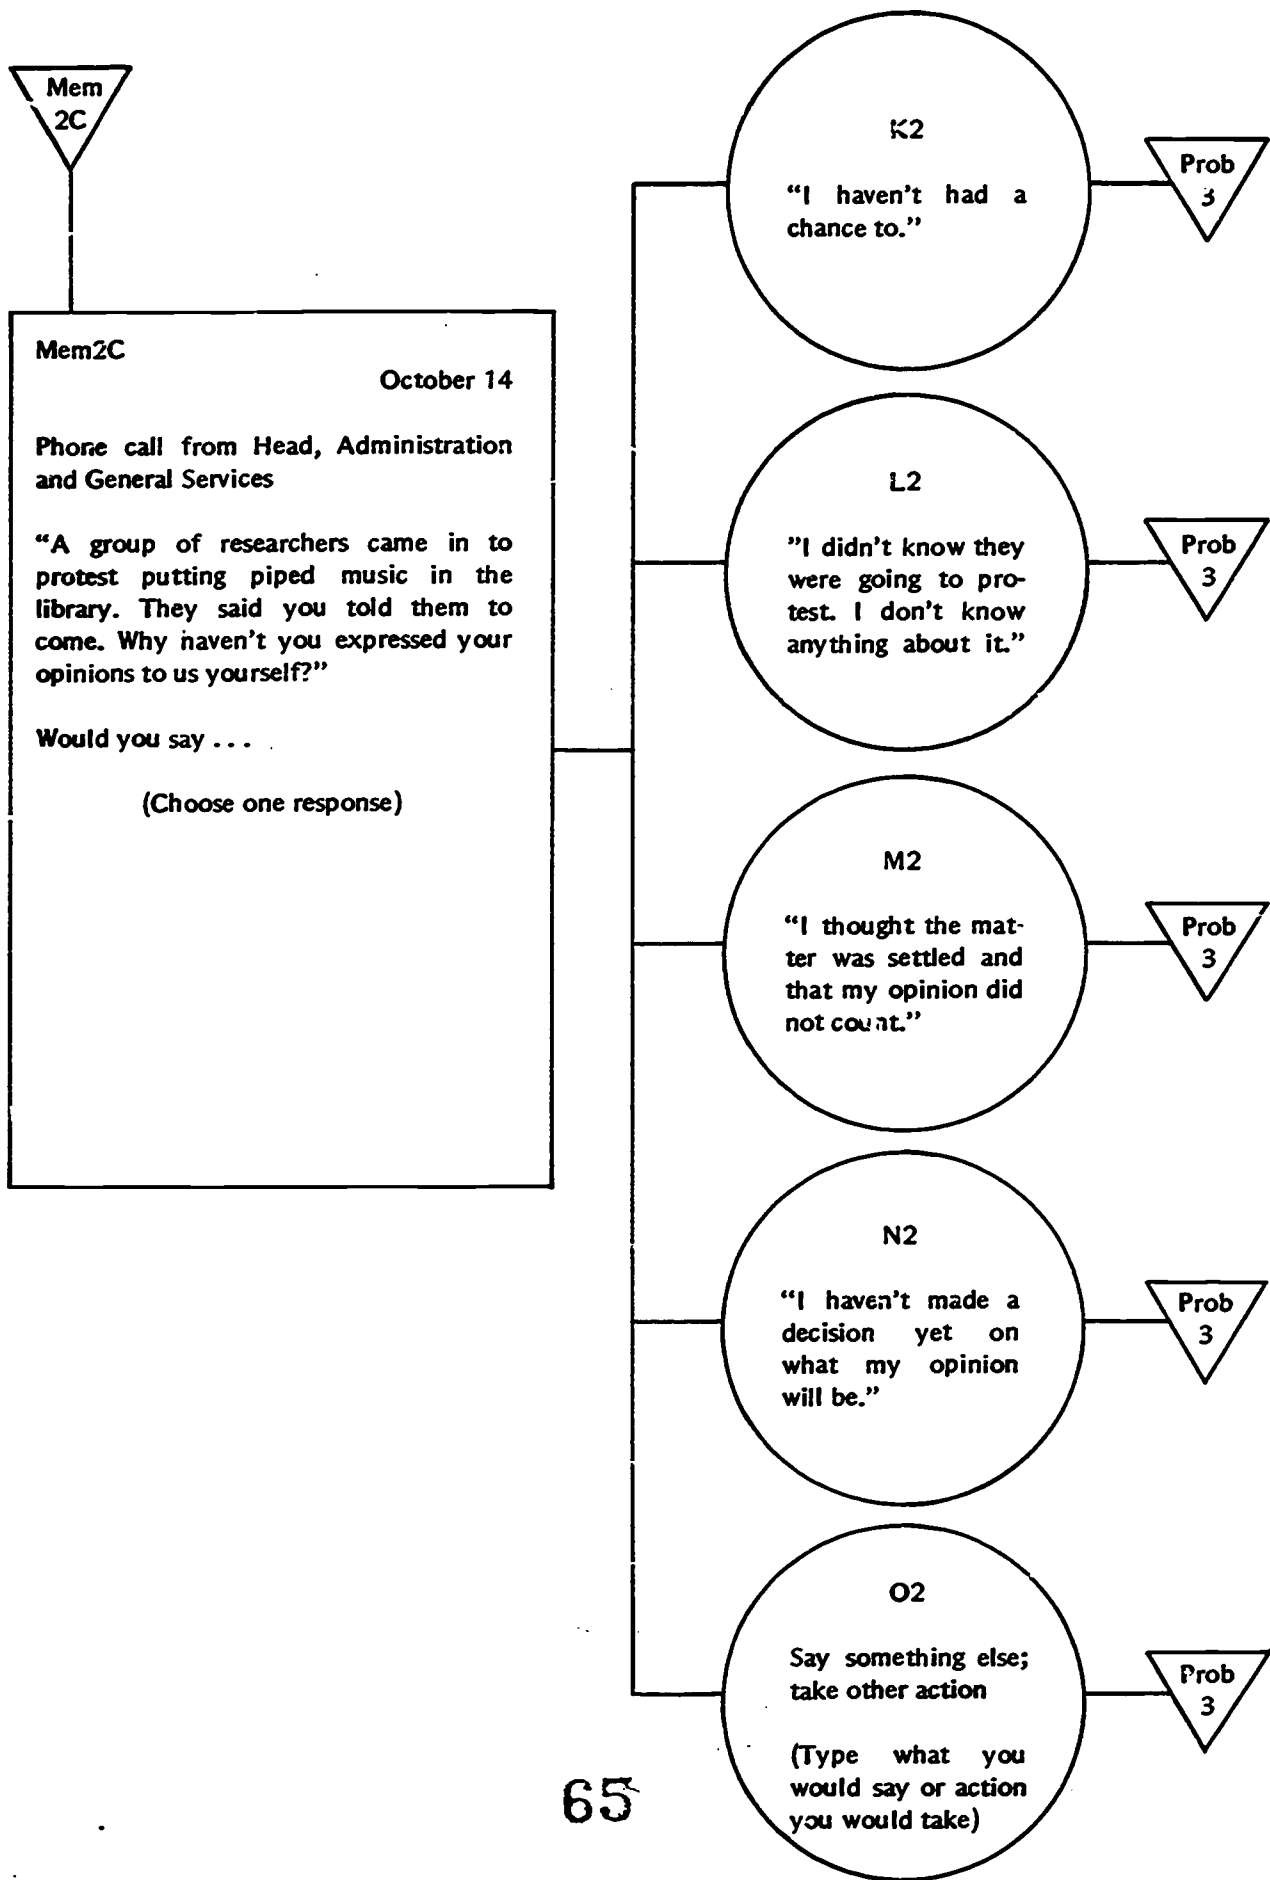 Mem
2C
Mem2C
October 14
Phone call from Head, Administration
and General Services
“A group of researchers came in to
protest putting piped music in the
library. They said you told them to
come. Why haven't you expressed your
opinions to us yourself?”
Would you say ...
(Choose one response)
K2
“I haven't had a
chance to.”
Prob
3
L2
”I didn't know they
were going to pro-
test. I don't know
anything about it.”
Prob
3
M2
“I thought the mat-
ter was settled and
that my opinion did
not count.”
Prob
3
N2
“I haven't made a
decision yet on
what my opinion
will be.”
Prob
3
O2
Say something else;
take other action
(Type what you
would say or action
you would take)
Prob
3
65